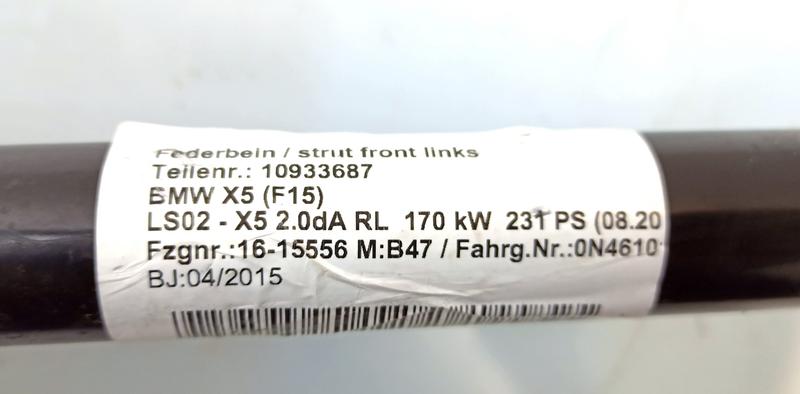 Federbein / strut front links
Teilenr.: 10933687
BMW X5 (F15)
LS02 - X5 2.0dA RL 170 kW 231 PS (08.20
Fzgnr.:16-15556 M:B47 / Fahrg.Nr.:0N4610
BJ:04/2015